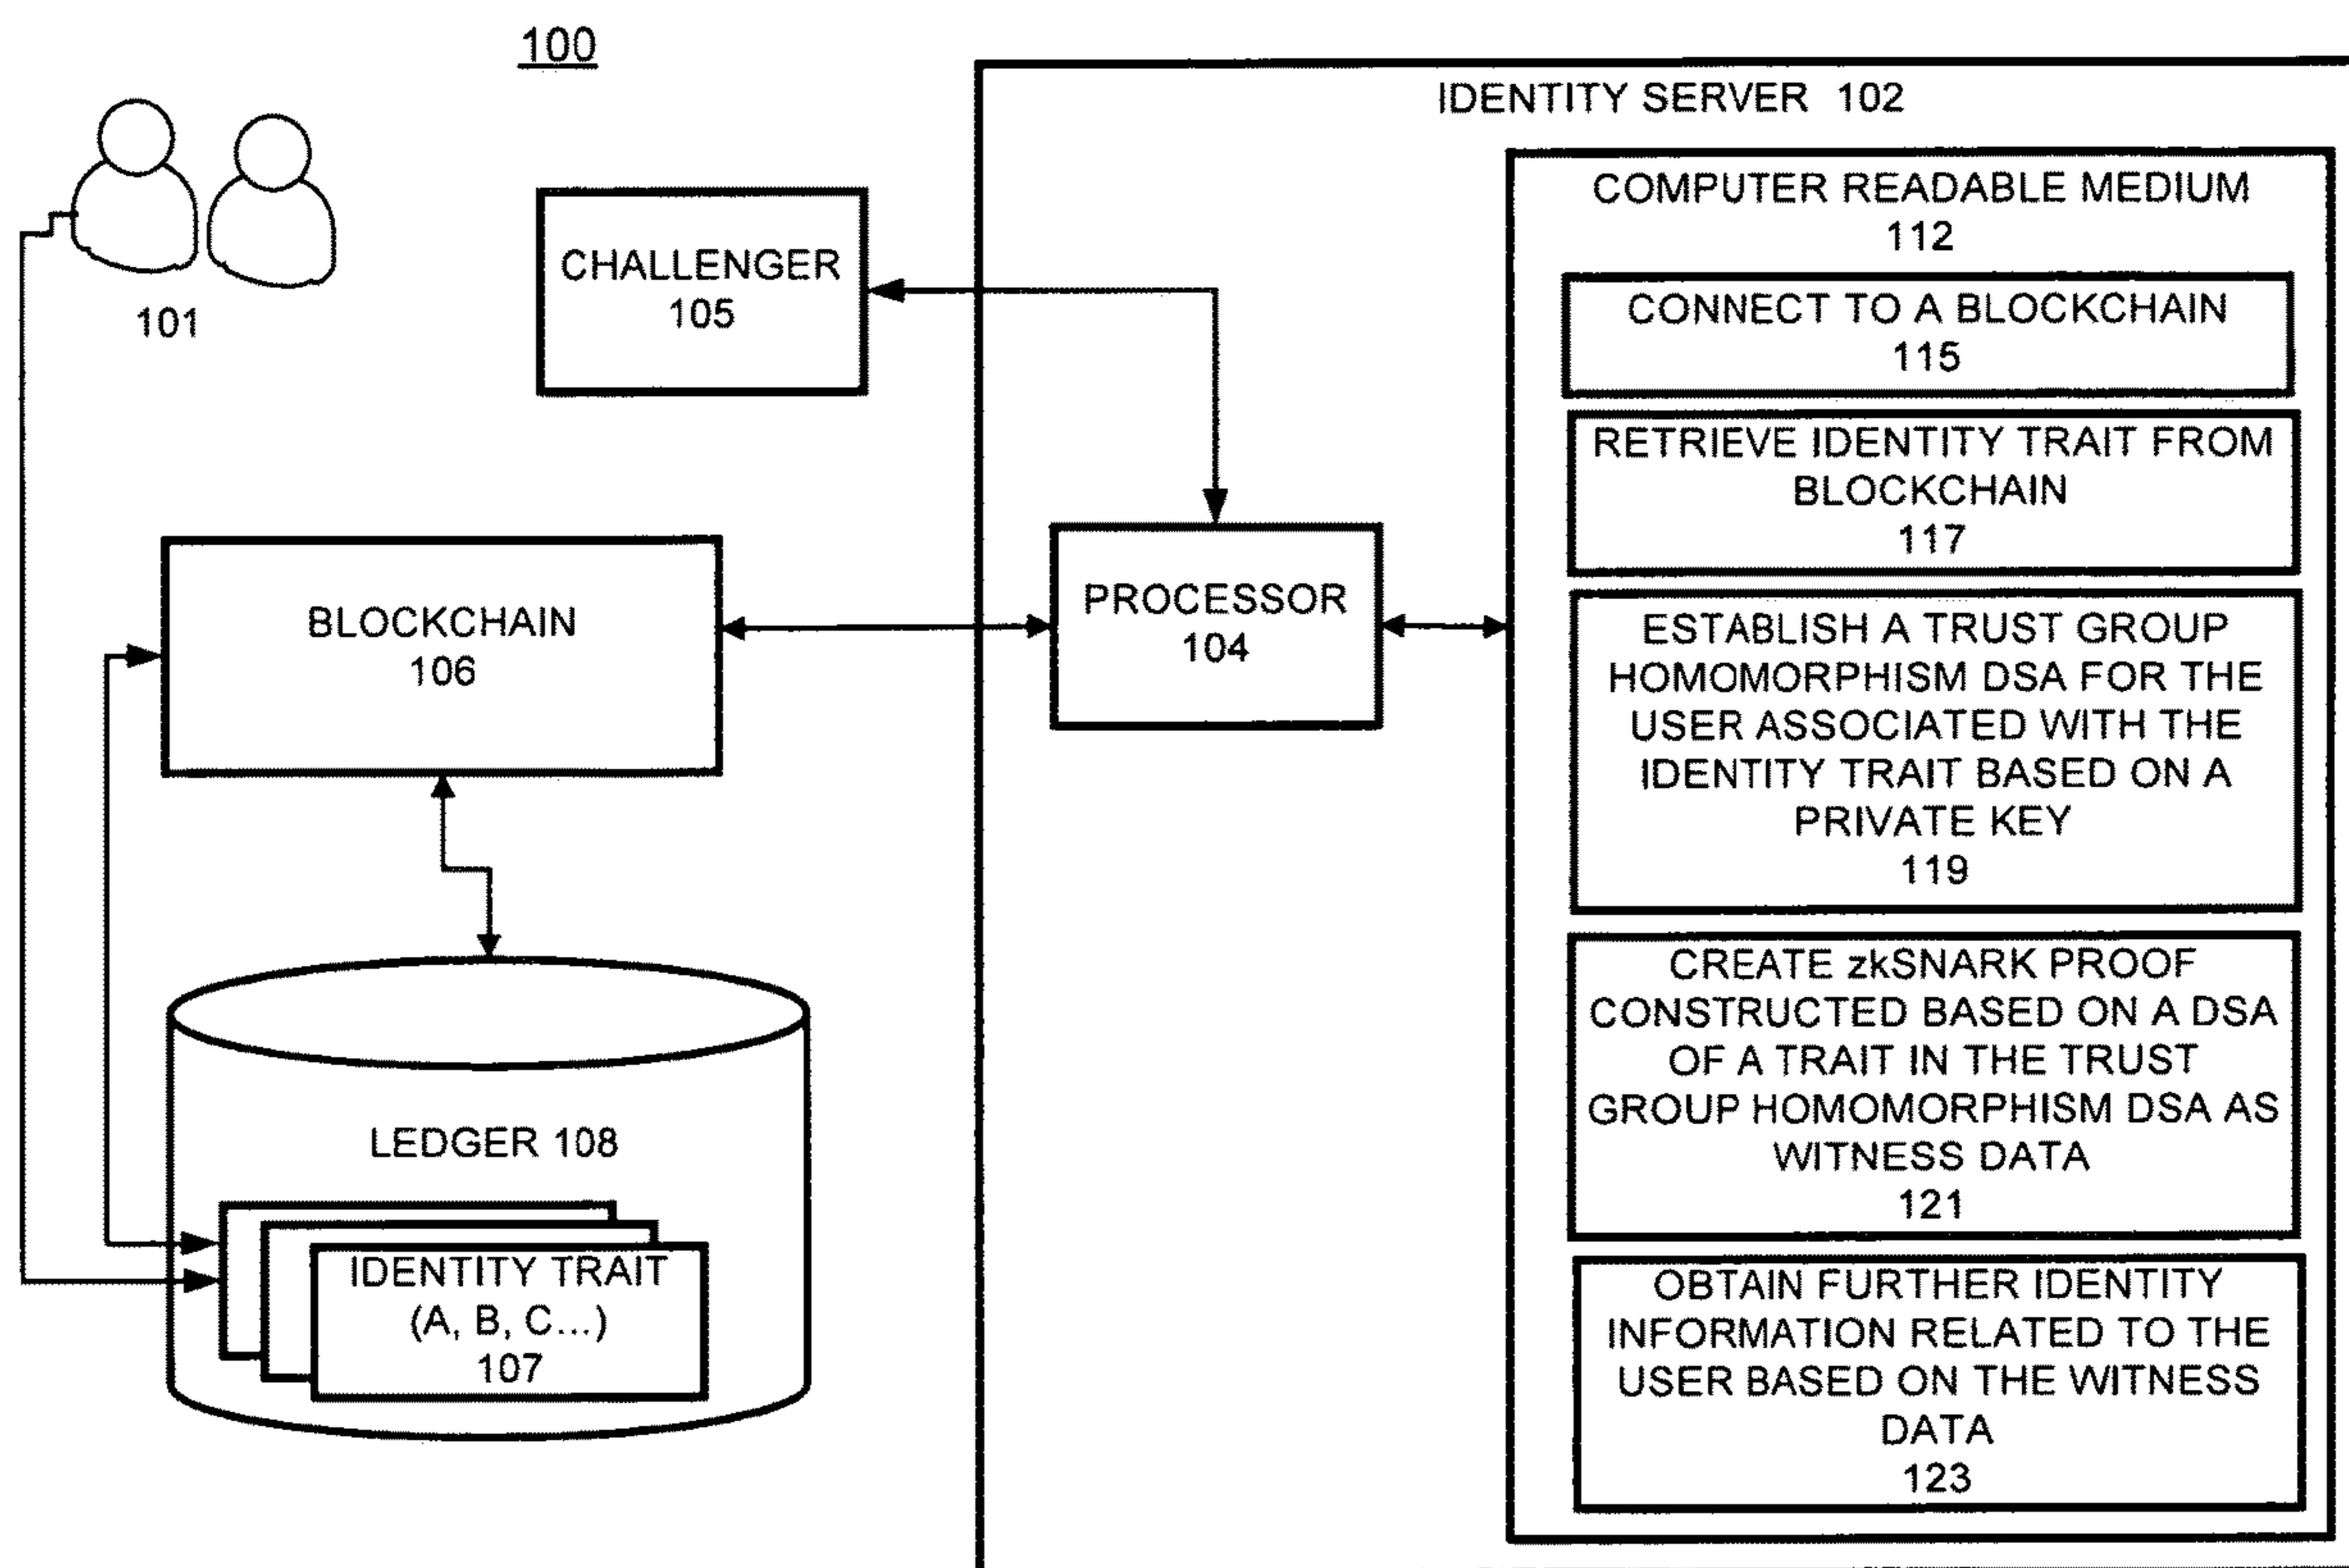 100
101
CHALLENGER
105
BLOCKCHAIN
106
LEDGER 108
IDENTITY TRAIT
(A, B, C...)
107
IDENTITY SERVER 102
PROCESSOR
104
COMPUTER READABLE MEDIUM
112
CONNECT TO A BLOCKCHAIN
115
RETRIEVE IDENTITY TRAIT FROM
BLOCKCHAIN
117
ESTABLISH A TRUST GROUP
HOMOMORPHISM DSA FOR THE
USER ASSOCIATED WITH THE
IDENTITY TRAIT BASED ON A
PRIVATE KEY
119
CREATE zkSNARK PROOF
CONSTRUCTED BASED ON A DSA
OF A TRAIT IN THE TRUST
GROUP HOMOMORPHISM DSA AS
WITNESS DATA
121
OBTAIN FURTHER IDENTITY
INFORMATION RELATED TO THE
USER BASED ON THE WITNESS
DATA
123